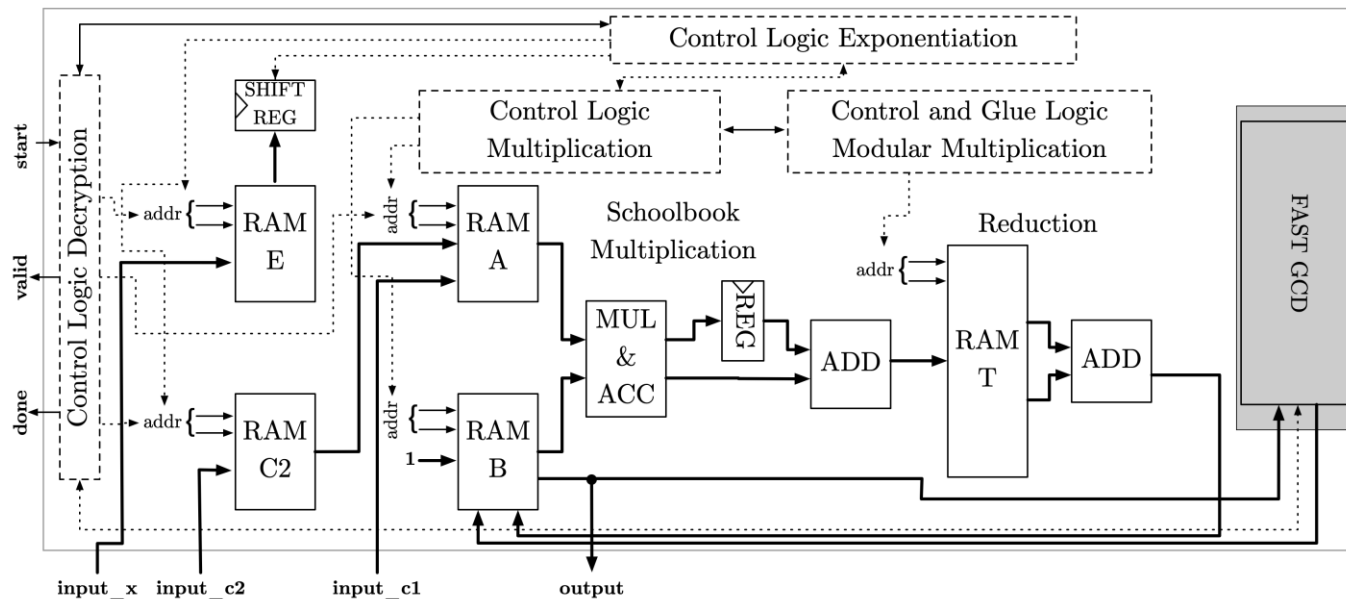 Control Logic Exponentiation
SHIFT
REG
Control Logic
Multiplication
Control and Glue Logic
Modular Multiplication
start
valid
done
Control Logic Decryption
addr {
RAM
E
addr {
RAM
A
Schoolbook
Multiplication
Reduction
addr {
RAM
T
FAST GCD
MUL
&
ACC
REG
ADD
ADD
addr {
RAM
C2
addr {
1
RAM
B
input_x
input_c2
input_c1
output